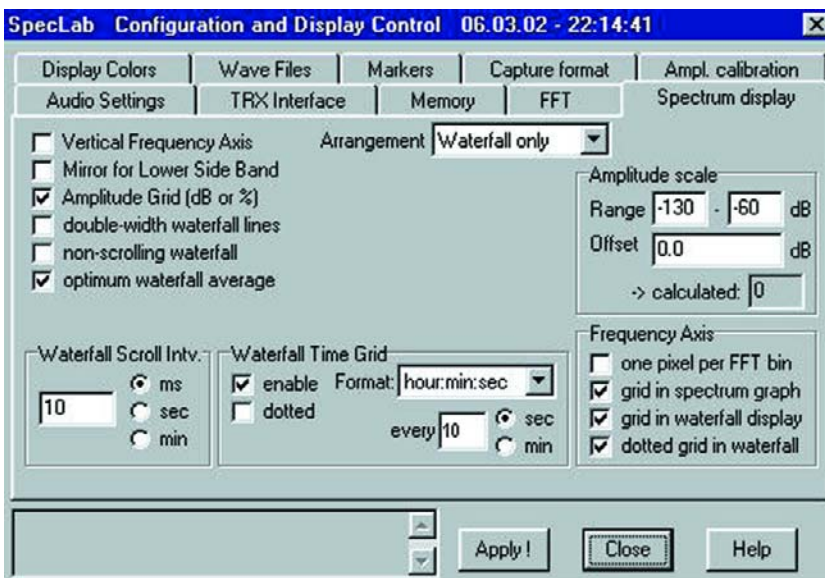 SpecLab Configuration and Display Control 06.03.02 - 22:14:41
Display Colors Wave Files Markers Capture format Ampl. calibration
Audio Settings TRX Interface Memory FFT Spectrum display
Vertical Frequency Axis
Mirror for Lower Side Band
Amplitude Grid (dB or %)
double-width waterfall lines
non-scrolling waterfall
optimum waterfall average
Arrangement Waterfall only
Amplitude scale
Range -130 - -60 dB
Offset 0.0 dB
-> calculated: 0
Waterfall Scroll Intv.
10
ms
sec
min
Waterfall Time Grid
enable Format: hour:min:sec
dotted
every 10 sec
min
Frequency Axis
one pixel per FFT bin
grid in spectrum graph
grid in waterfall display
dotted grid in waterfall
Apply ! Close Help